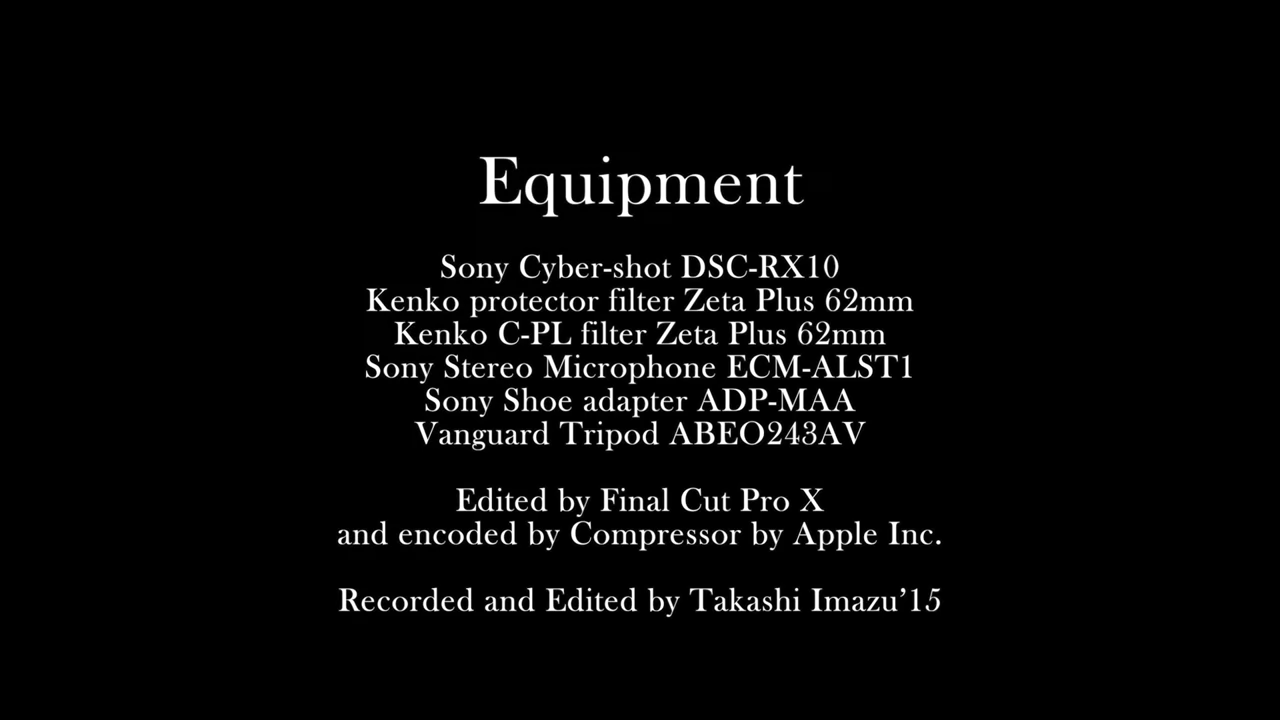 Equipment
Sony Cyber-shot DSC-RX10
Kenko protector filter Zeta Plus 62mm
Kenko C-PL filter Zeta Plus 62mm
Sony Stereo Microphone ECM-ALST1
Sony Shoe adapter ADP-MAA
Vanguard Tripod ABEO243AV
Edited by Final Cut Pro X
and encoded by Compressor by Apple Inc.
Recorded and Edited by Takashi Imazu’15